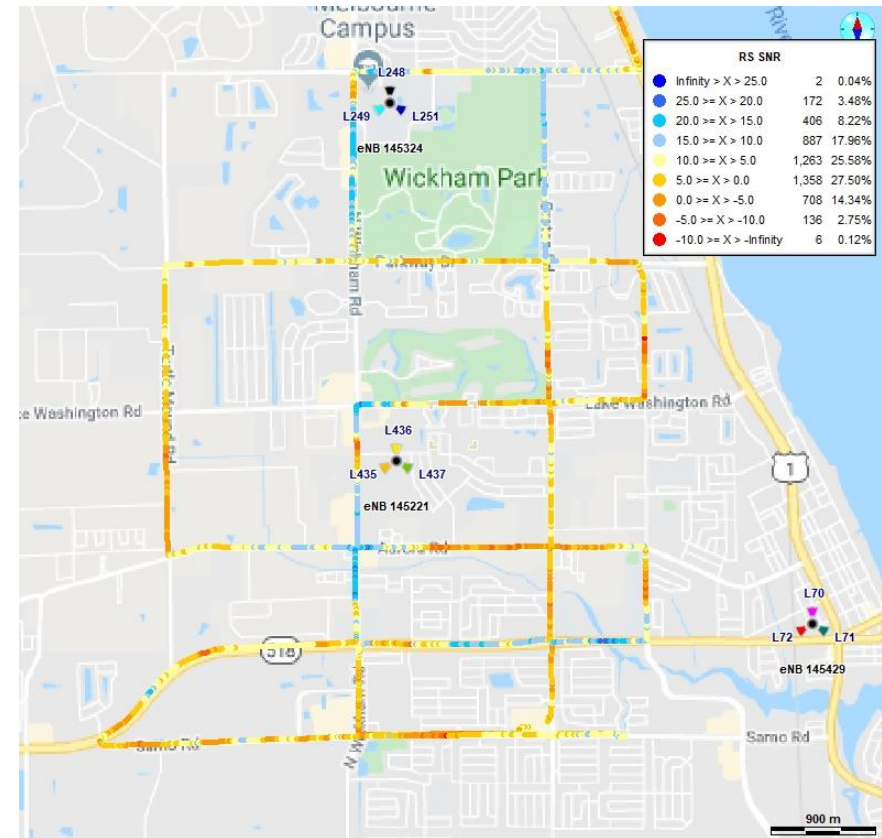 Melbourne
Campus
River
L248
L249
L251
eNB 145324
Wickham Park
RS SNR
Infinity > X > 25.0 2 0.04%
25.0 >= X > 20.0 172 3.48%
20.0 >= X > 15.0 406 8.22%
15.0 >= X > 10.0 887 17.96%
10.0 >= X > 5.0 1,263 25.58%
5.0 >= X > 0.0 1,358 27.50%
0.0 >= X > -5.0 708 14.34%
-5.0 >= X > -10.0 136 2.75%
-10.0 >= X > -Infinity 6 0.12%
Parkway Dr
N Wickham Rd
ke Washington Rd
Lake Washington Rd
L436
L435
L437
eNB 145221
1
Aurora Rd
L70
L72
L71
eNB 145429
518
Sarno Rd
Sarno Rd
900 m